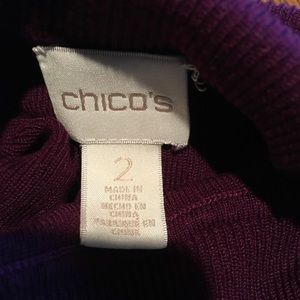 chico's
2
MADE IN
CHINA
HECHO EN
CHINA
FABRIQUÉ EN
CHINE